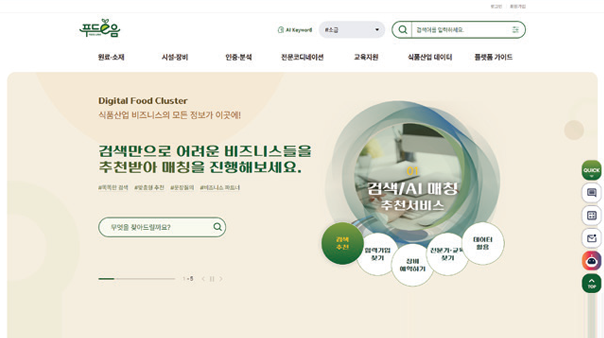 로그인 회원가입
푸드e음
AI Keyword
#소금
검색어를 입력하세요.
원료·소재 시설·장비 인증·분석 전문코디네이션 교육지원 식품산업 데이터 플랫폼 가이드
Digital Food Cluster
식품산업 비즈니스의 모든 정보가 이곳에!
검색만으로 어려운 비즈니스들을
추천받아 매칭을 진행해보세요.
#똑똑한 검색 #맞춤형 추천 #비즈니스 파트너
무엇을 찾아드릴까요?
1 - 5
검색/AI 매칭
추천서비스
검색
추천
협력기업
찾기
장비
예약하기
전문가·교육
찾기
데이터
활용
QUICK
TOP